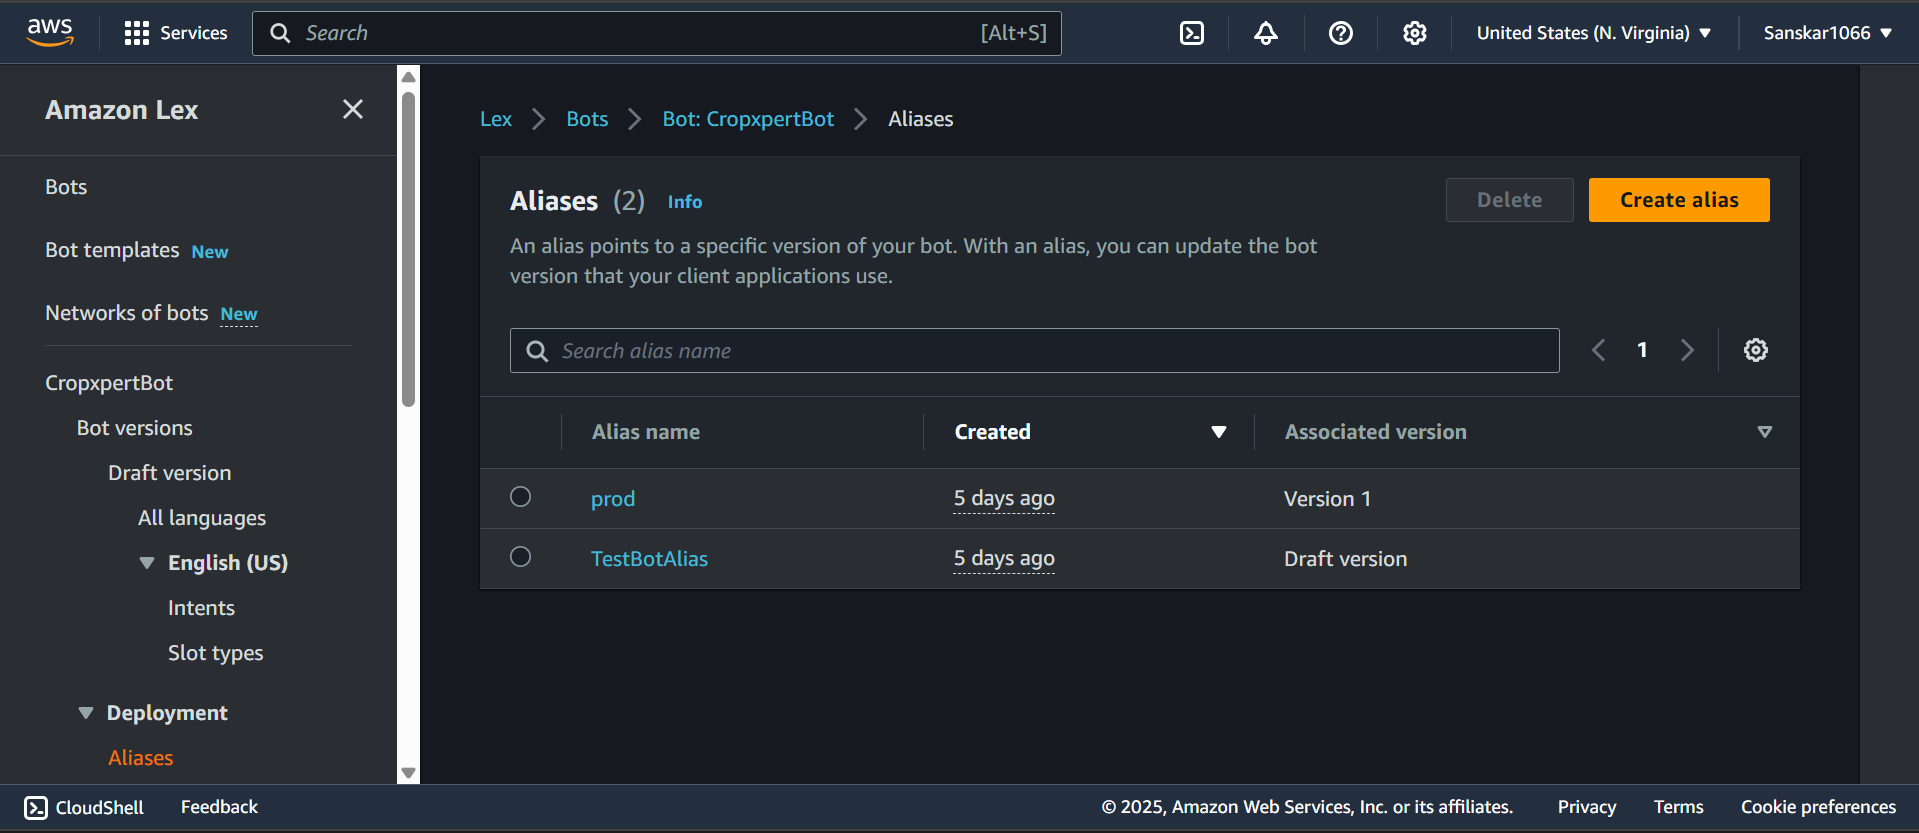 aws
Services
Search
[Alt+S]
United States (N. Virginia)
Sanskar1066
Amazon Lex
Bots
Bot templates New
Networks of bots New
CropxpertBot
Bot versions
Draft version
All languages
English (US)
Intents
Slot types
Deployment
Aliases
Lex
Bots
Bot: CropxpertBot
Aliases
Aliases (2) Info
Delete
Create alias
An alias points to a specific version of your bot. With an alias, you can update the bot
version that your client applications use.
Search alias name
1
Alias name
Created
Associated version
prod
5 days ago
Version 1
TestBotAlias
5 days ago
Draft version
CloudShell
Feedback
© 2025, Amazon Web Services, Inc. or its affiliates.
Privacy
Terms
Cookie preferences